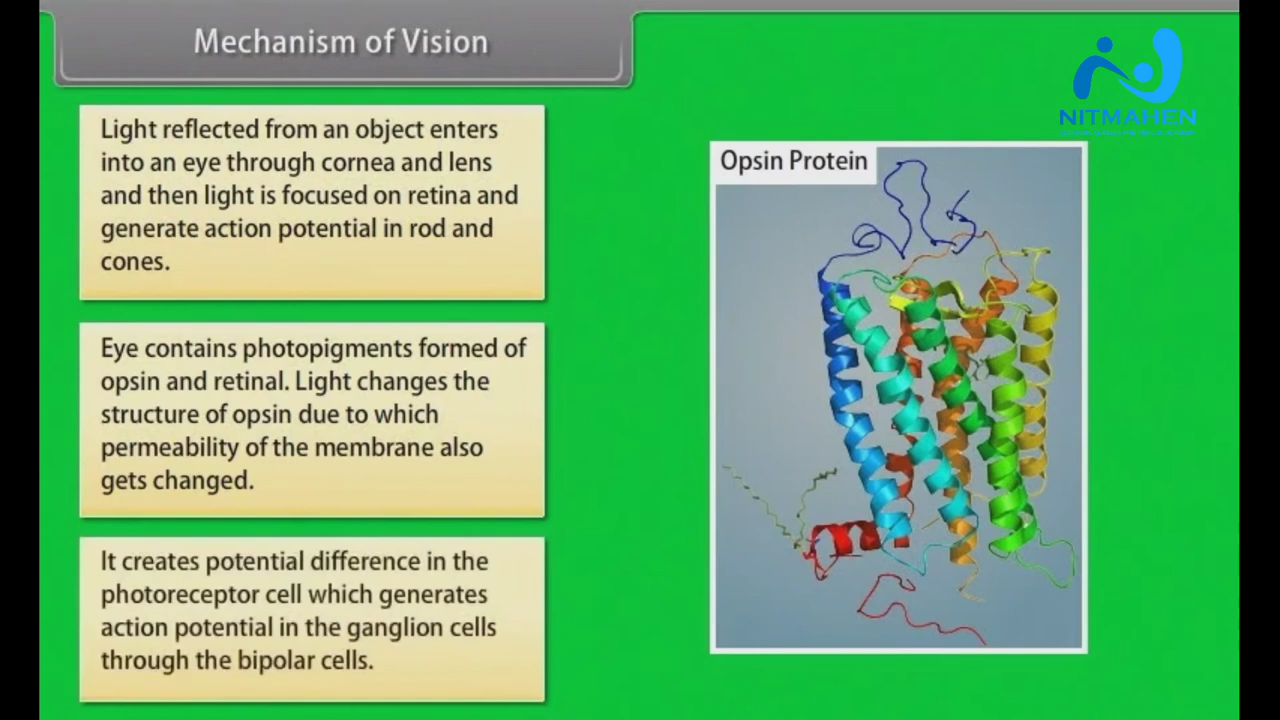 Mechanism of Vision
NITMAHEN
Light reflected from an object enters
into an eye through cornea and lens
and then light is focused on retina and
generate action potential in rod and
cones.
Opsin Protein
Eye contains photopigments formed of
opsin and retinal. Light changes the
structure of opsin due to which
permeability of the membrane also
gets changed.
It creates potential difference in the
photoreceptor cell which generates
action potential in the ganglion cells
through the bipolar cells.